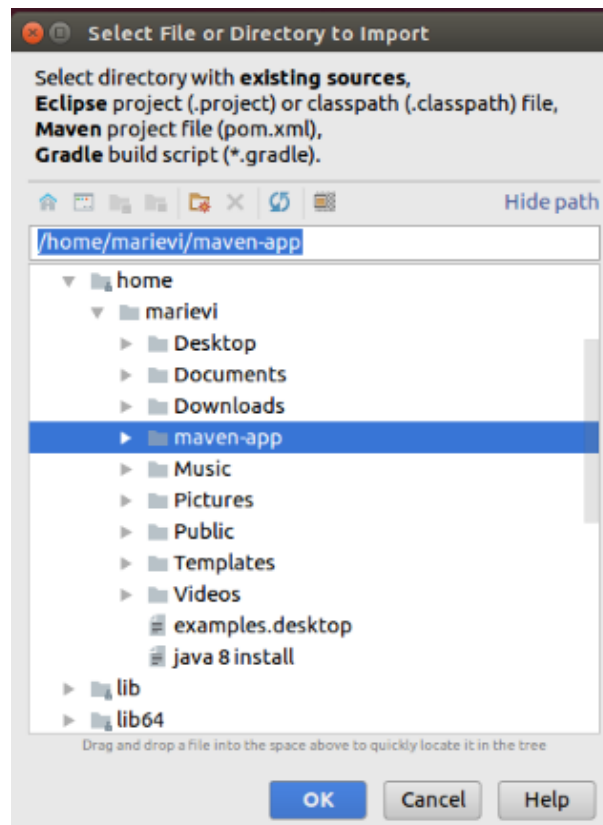 Select File or Directory to Import
Select directory with existing sources,
Eclipse project (.project) or classpath (.classpath) file,
Maven project file (pom.xml),
Gradle build script (*.gradle).
Hide path
/home/marievi/maven-app
home
marievi
Desktop
Documents
Downloads
maven-app
Music
Pictures
Public
Templates
Videos
examples.desktop
java 8 install
lib
lib64
Drag and drop a file into the space above to quickly locate it in the tree
OK Cancel Help